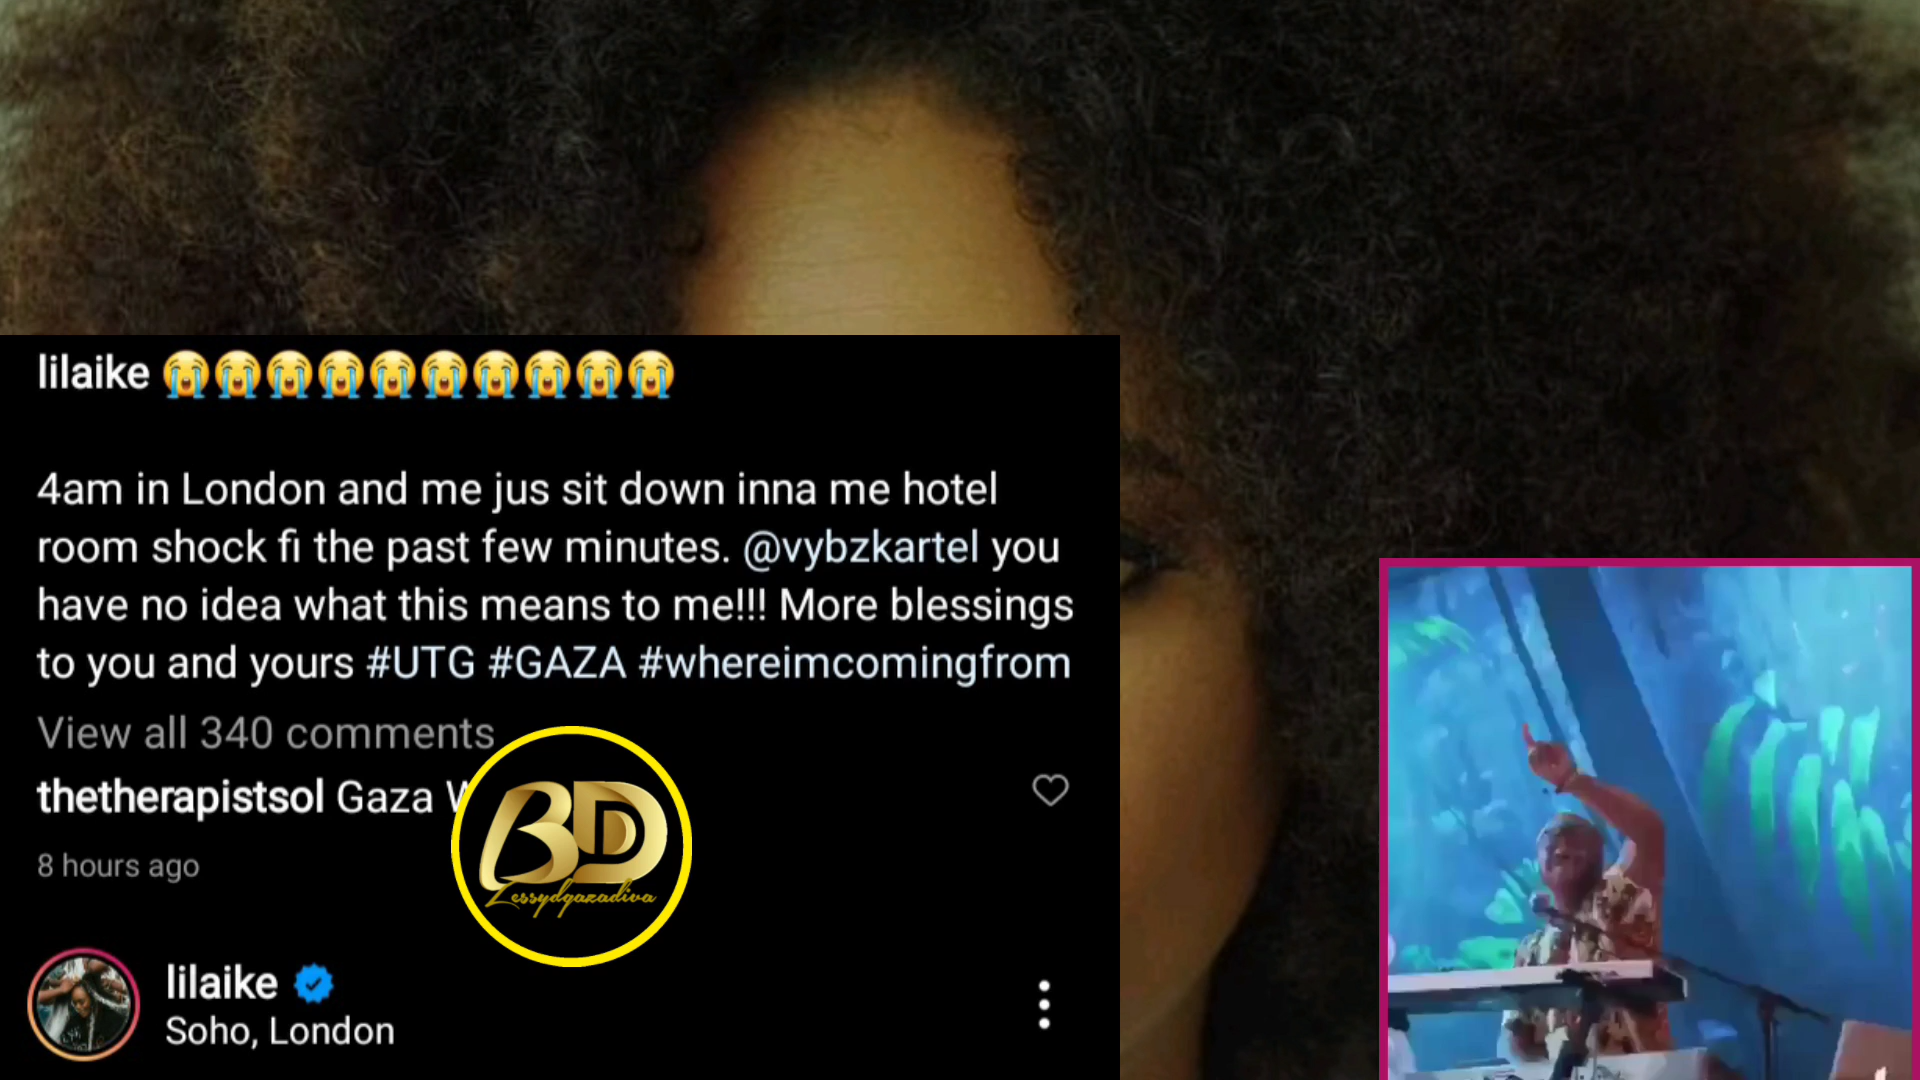 lilaike 😭😭😭😭😭😭😭😭😭😭
4am in London and me jus sit down inna me hotel
room shock fi the past few minutes. @vybzkartel you
have no idea what this means to me!!! More blessings
to you and yours #UTG #GAZA #whereimcomingfrom
View all 340 comments
thetherapistsol Gaza
8 hours ago
BD
Lessydgazadiva
lilaike
Soho, London